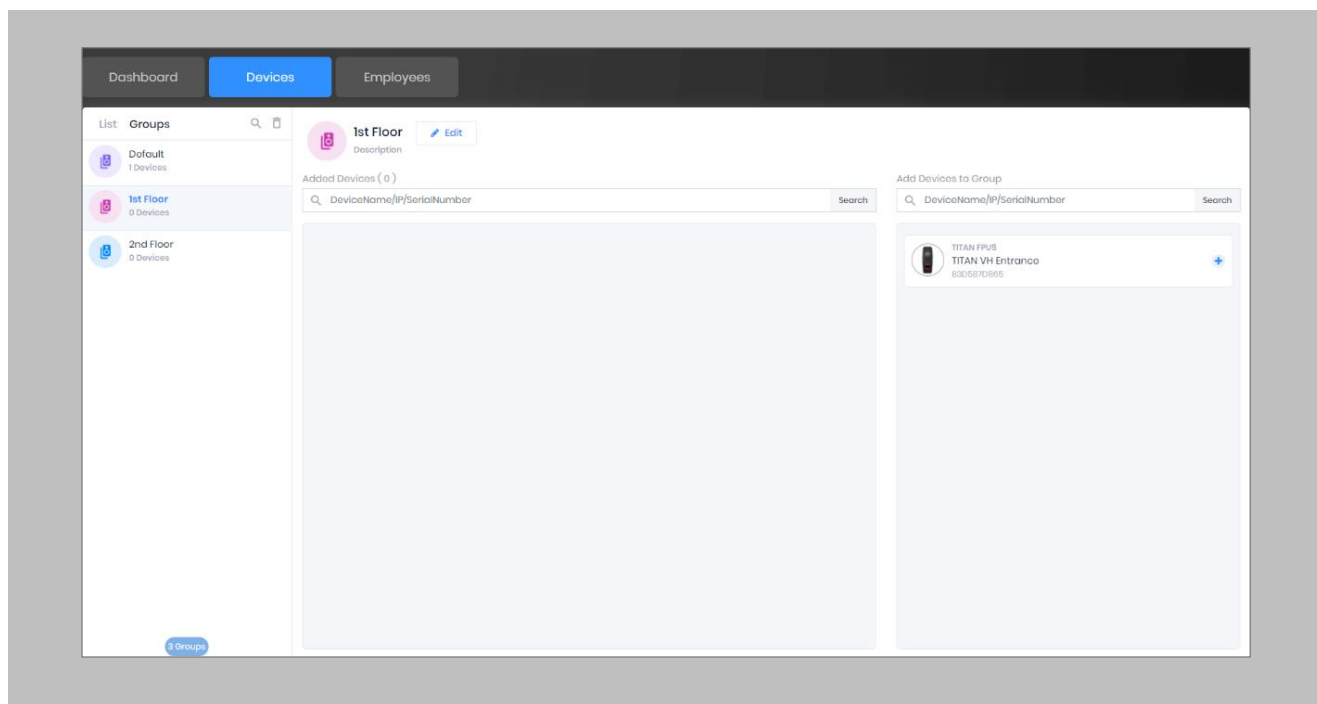 Dashboard
Devices
Employees
List Groups
Default
1 Devices
1st Floor
0 Devices
2nd Floor
0 Devices
3 Groups
1st Floor
Edit
Description
Added Devices ( 0 )
DeviceName/IP/SerialNumber
Search
Add Devices to Group
DeviceName/IP/SerialNumber
Search
TITAN FPU5
TITAN VH Entrance